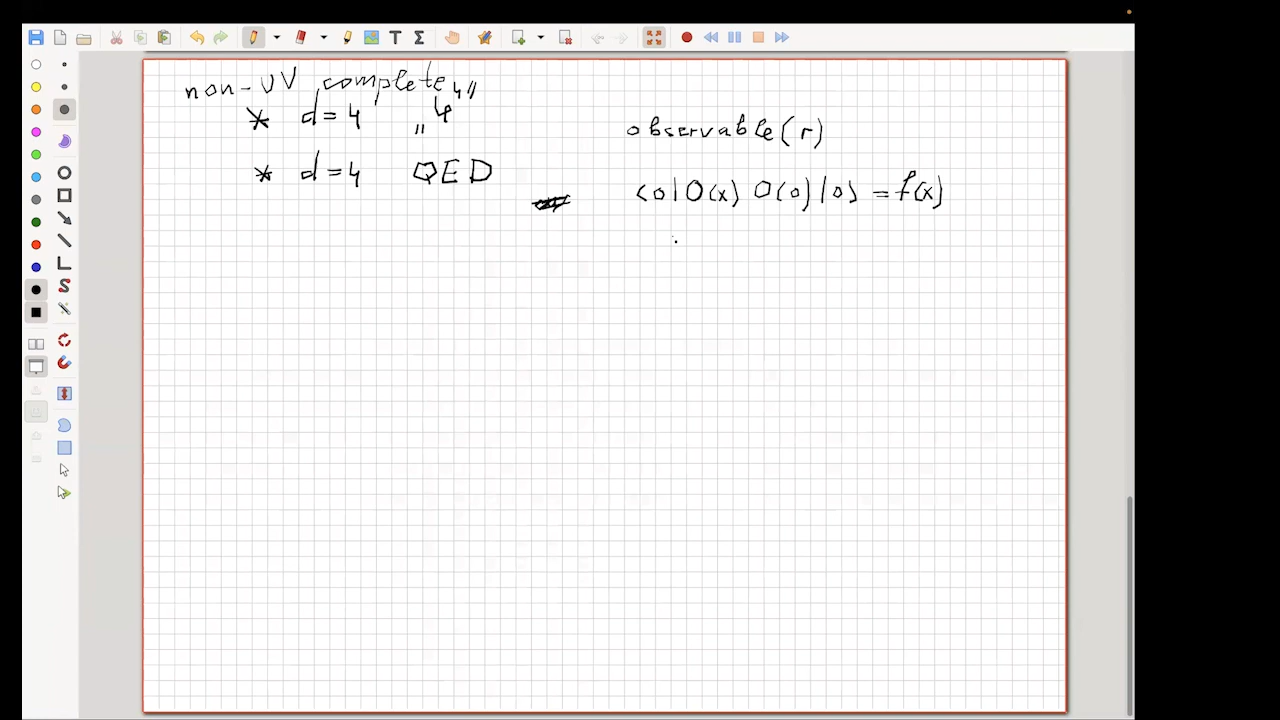 non-UV complete
* d=4 „φ⁴”
* d=4 QED
observable(r)
⟨0|O(x) O(0)|0⟩ = f(x)